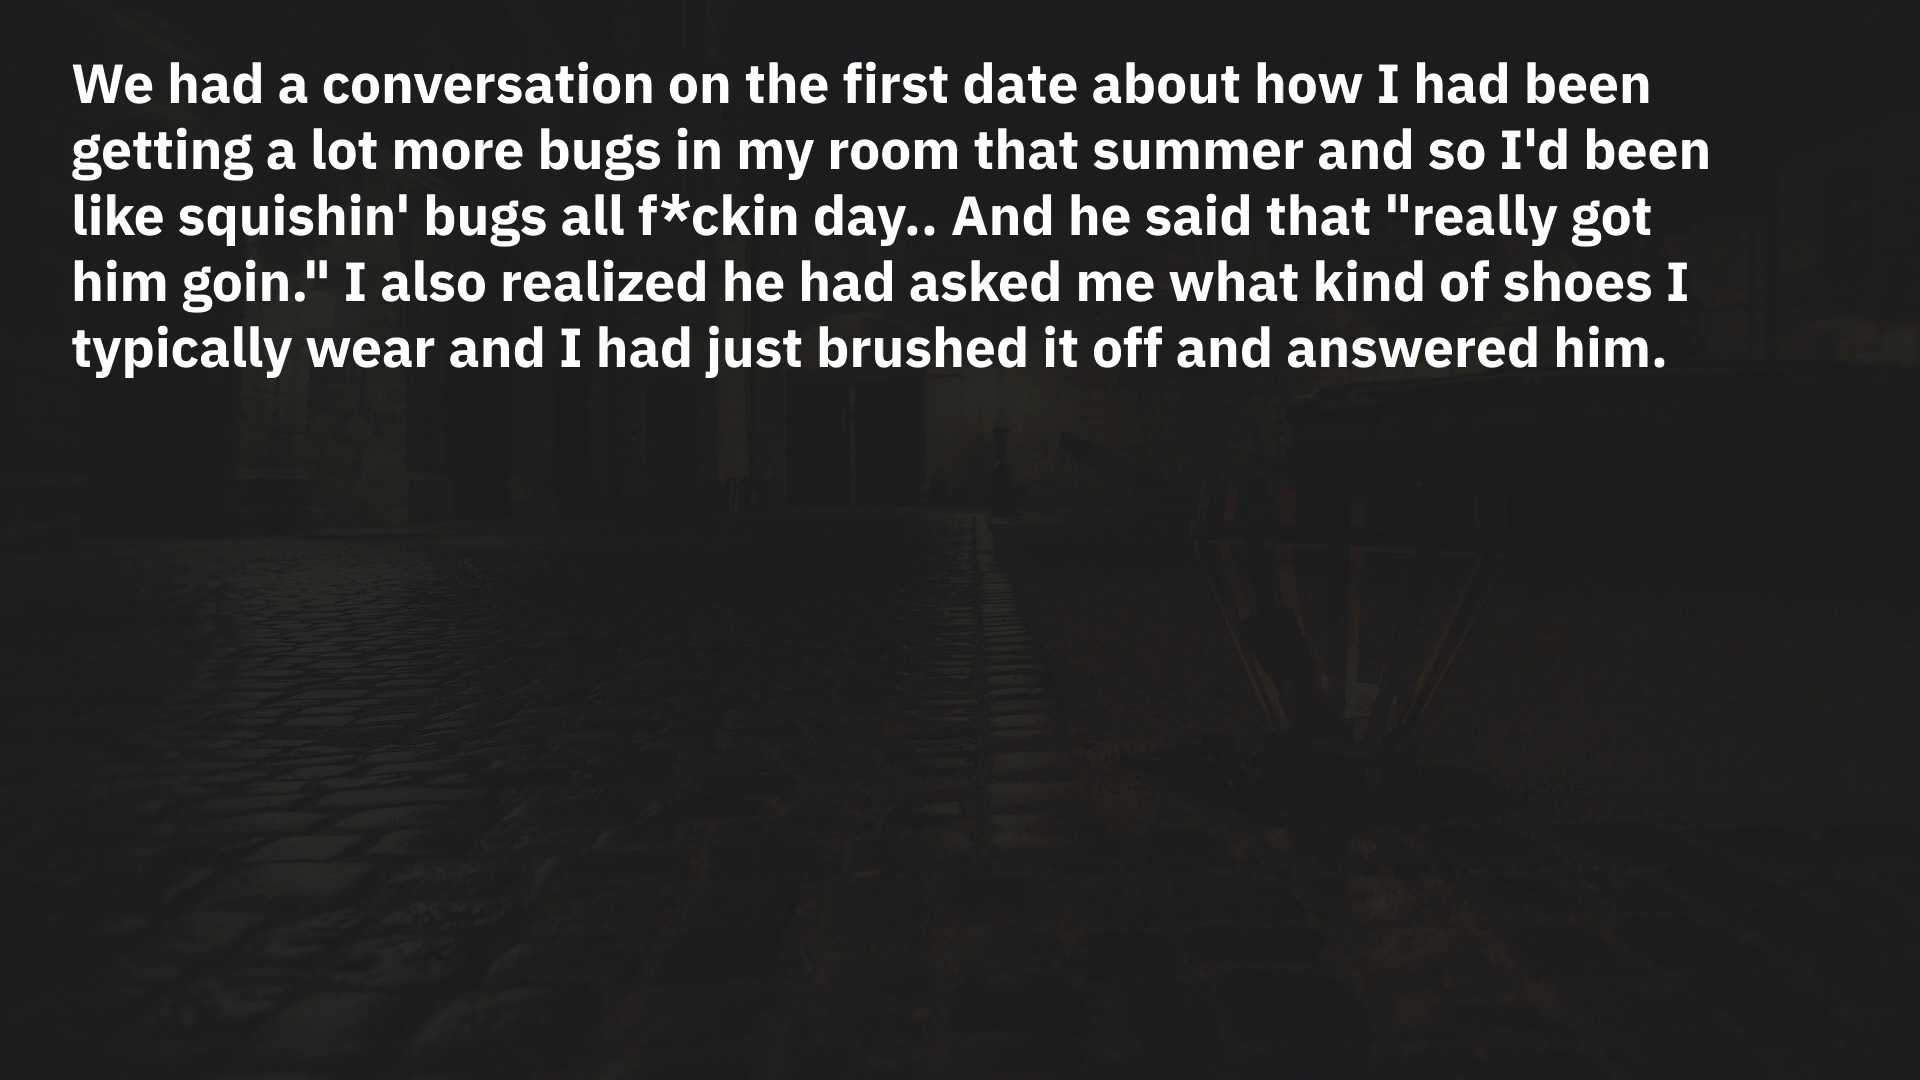 We had a conversation on the first date about how I had been
getting a lot more bugs in my room that summer and so I'd been
like squishin' bugs all f*ckin day.. And he said that "really got
him goin." I also realized he had asked me what kind of shoes I
typically wear and I had just brushed it off and answered him.